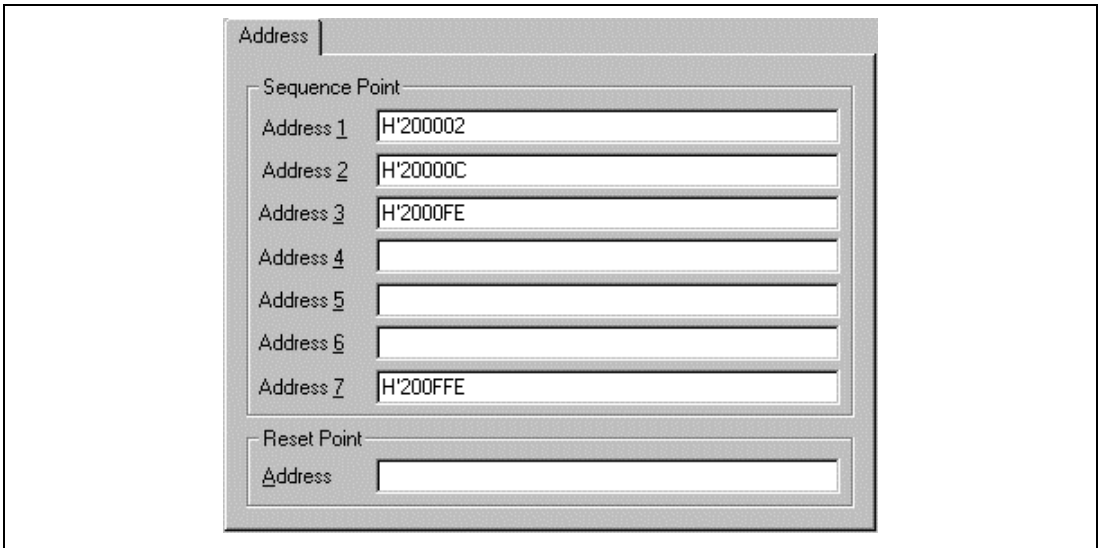 Address
Sequence Point
Address 1 H'200002
Address 2 H'20000C
Address 3 H'2000FE
Address 4
Address 5
Address 6
Address 7 H'200FFE
Reset Point
Address